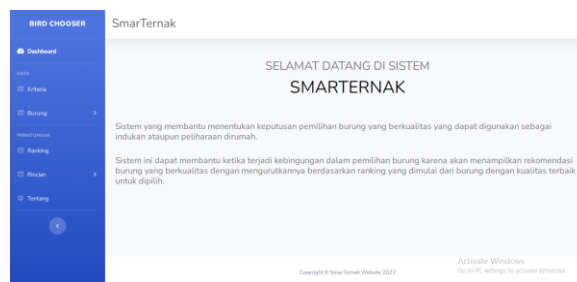 BIRD CHOOSER
SmarTernak
Dashboard
DATA
Kriteria
Burung
PERHITUNGAN
Ranking
Rincian
Tentang
SELAMAT DATANG DI SISTEM
SMARTERNAK
Sistem yang membantu menentukan keputusan pemilihan burung yang berkualitas yang dapat digunakan sebagai
indukan ataupun peliharaan dirumah.
Sistem ini dapat membantu ketika terjadi kebingungan dalam pemilihan burung karena akan menampilkan rekomendasi
burung yang berkualitas dengan mengurutkannya berdasarkan ranking yang dimulai dari burung dengan kualitas terbaik
untuk dipilih.
Activate Windows
Go to PC settings to activate Windows.
Copyright © SmarTernak Website 2022